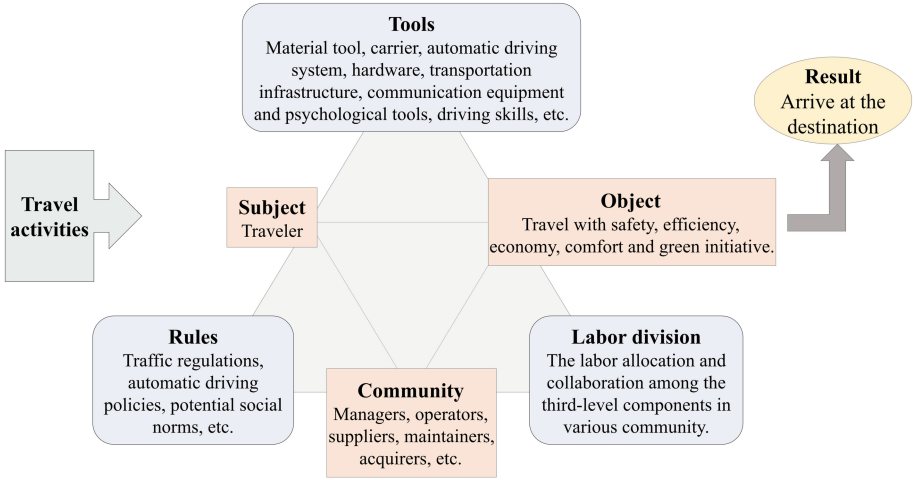 Tools
Material tool, carrier, automatic driving
system, hardware, transportation
infrastructure, communication equipment
and psychological tools, driving skills, etc.
Result
Arrive at the
destination
Travel
activities
Subject
Traveler
Object
Travel with safety, efficiency,
economy, comfort and green initiative.
Rules
Traffic regulations,
automatic driving
policies, potential social
norms, etc.
Community
Managers, operators,
suppliers, maintainers,
acquirers, etc.
Labor division
The labor allocation and
collaboration among the
third-level components in
various community.